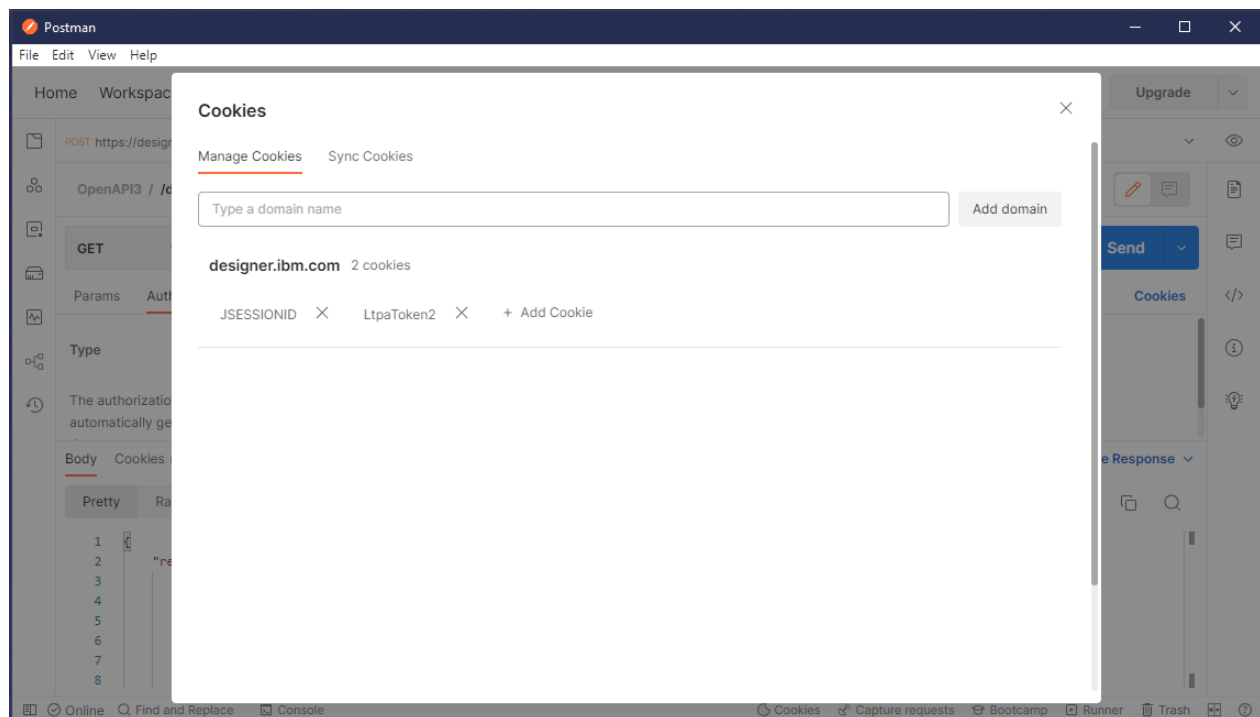 Postman
File Edit View Help
Home Workspac
Upgrade
Cookies
Manage Cookies Sync Cookies
POST https://design
Type a domain name
Add domain
OpenAPI3 / /d
GET
Send
designer.ibm.com 2 cookies
Params Auth
Cookies
JSESSIONID LtpaToken2 + Add Cookie
Type
The authorizatio
automatically ge
Body Cookies
e Response
Pretty Ra
1 {
2 "re
3
4
5
6
7
8
Online Find and Replace Console Cookies Capture requests Bootcamp Runner Trash